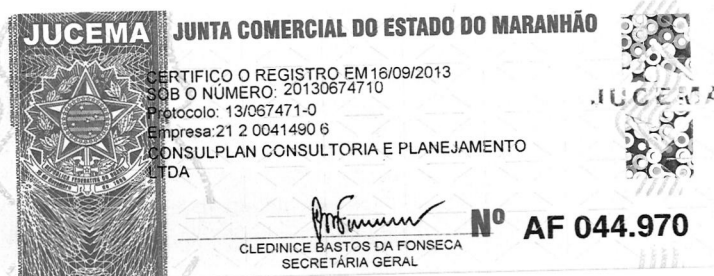 JUCEMA
JUNTA COMERCIAL DO ESTADO DO MARANHÃO
CERTIFICO O REGISTRO EM 16/09/2013
SOB O NÚMERO: 20130674710
Protocolo: 13/067471-0
Empresa:21 2 0041490 6
CONSULPLAN CONSULTORIA E PLANEJAMENTO
LTDA
JUCEMA
Nº AF 044.970
CLEDINICE BASTOS DA FONSECA
SECRETÁRIA GERAL